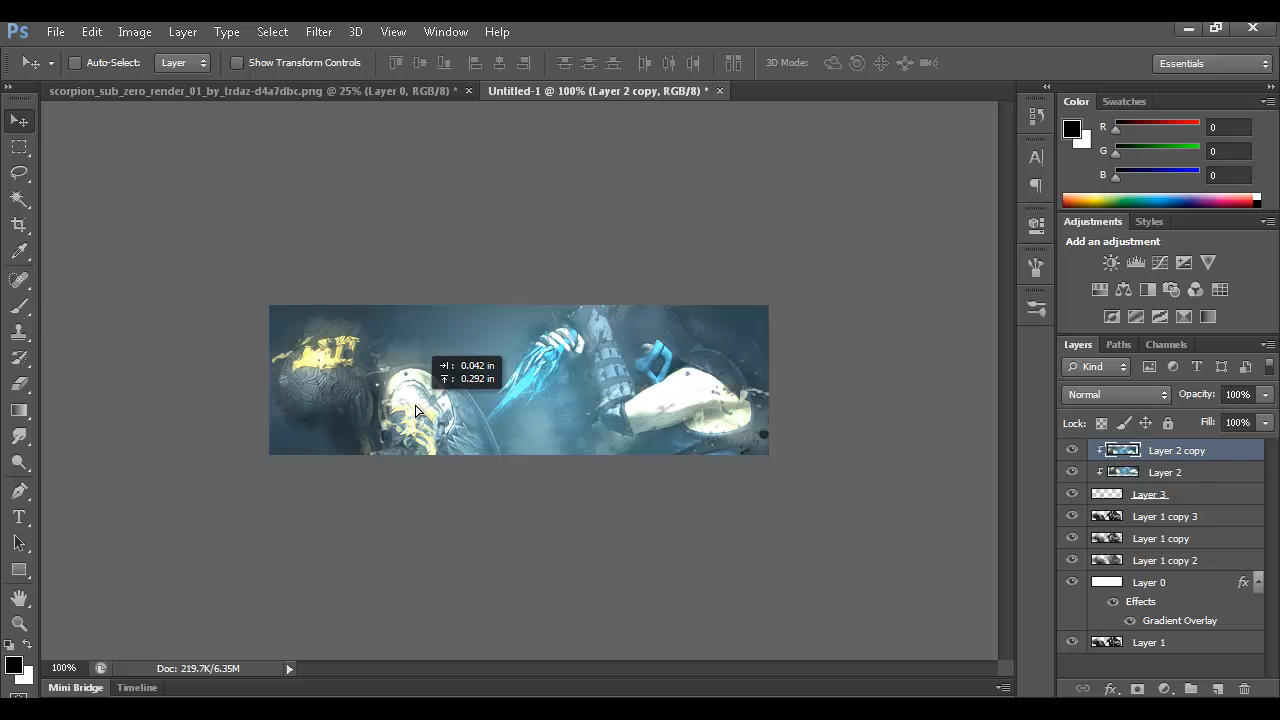 Ps File Edit Image Layer Type Select Filter 3D View Window Help
Auto-Select: Layer Show Transform Controls 3D Mode: Essentials
scorpion_sub_zero_render_01_by_trdaz-d4a7dbc.png @ 25% (Layer 0, RGB/8) * Untitled-1 @ 100% (Layer 2 copy, RGB/8) *
Color Swatches
R 0
G 0
B 0
Adjustments Styles
Add an adjustment
Layers Paths Channels
Kind
Normal Opacity: 100%
Lock: Fill: 100%
Layer 2 copy
Layer 2
Layer 3
Layer 1 copy 3
Layer 1 copy
Layer 1 copy 2
Layer 0 fx
Effects
Gradient Overlay
Layer 1
: 0.042 in
: 0.292 in
100% Doc: 219.7K/6.35M
Mini Bridge Timeline